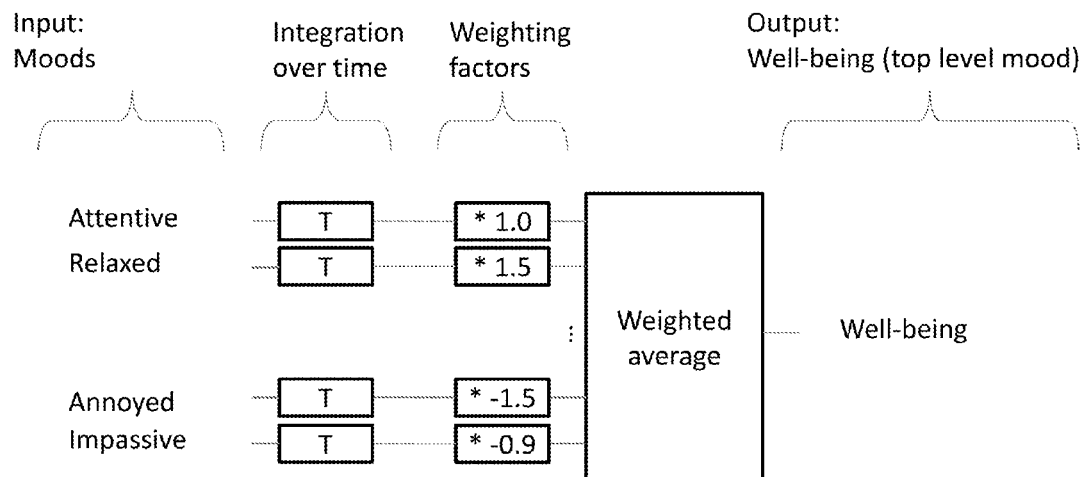 Input:
Moods
Integration
over time
Weighting
factors
Output:
Well-being (top level mood)
Attentive
T
* 1.0
Relaxed
T
* 1.5
⋮
Weighted
average
Well-being
Annoyed
T
* -1.5
Impassive
T
* -0.9